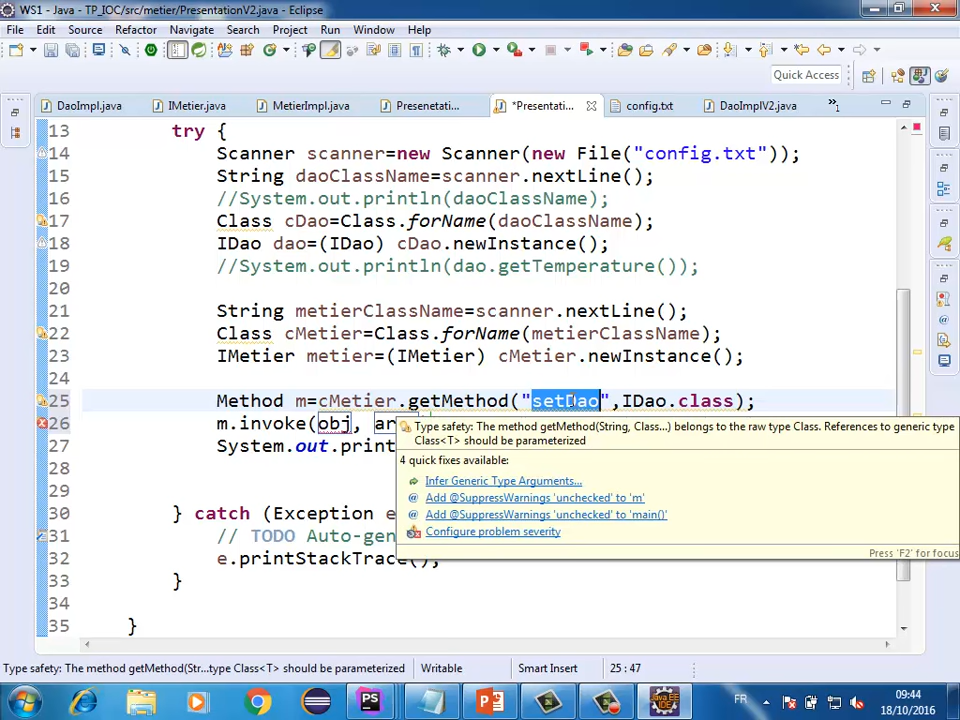 WS1 - Java - TP_IOC/src/metier/PresentationV2.java - Eclipse
File Edit Source Refactor Navigate Search Project Run Window Help
Quick Access
DaoImpl.java IMetier.java MetierImpl.java Presenetati... *Presentati... config.txt DaoImplV2.java »1
13 try {
14 Scanner scanner=new Scanner(new File("config.txt"));
15 String daoClassName=scanner.nextLine();
16 //System.out.println(daoClassName);
17 Class cDao=Class.forName(daoClassName);
18 IDao dao=(IDao) cDao.newInstance();
19 //System.out.println(dao.getTemperature());
20
21 String metierClassName=scanner.nextLine();
22 Class cMetier=Class.forName(metierClassName);
23 IMetier metier=(IMetier) cMetier.newInstance();
24
25 Method m=cMetier.getMethod("setDao",IDao.class);
26 m.invoke(obj, ar
Type safety: The method getMethod(String, Class...) belongs to the raw type Class. References to generic type
Class<T> should be parameterized
27 System.out.print
4 quick fixes available:
Infer Generic Type Arguments...
28
Add @SuppressWarnings 'unchecked' to 'm'
29
30 } catch (Exception e
Add @SuppressWarnings 'unchecked' to 'main()'
31 // TODO Auto-gen
Configure problem severity
Press 'F2' for focus
32 e.printStackTrace();
33 }
34
35 }
Type safety: The method getMethod(Str...type Class<T> should be parameterized Writable Smart Insert 25 : 47
FR 09:44
18/10/2016